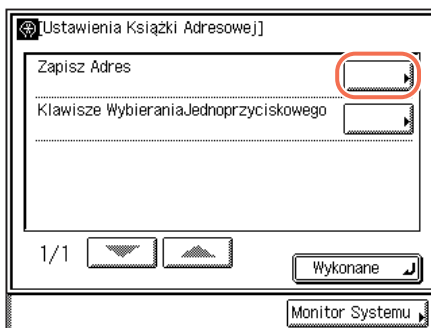 [Ustawienia Książki Adresowej]
Zapisz Adres
Klawisze WybieraniaJednoprzyciskowego
1/1
Wykonane
Monitor Systemu